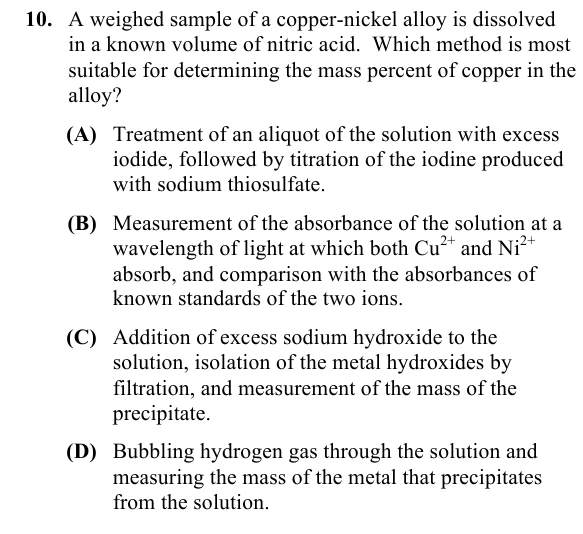 10. A weighed sample of a copper-nickel alloy is dissolved
in a known volume of nitric acid. Which method is most
suitable for determining the mass percent of copper in the
alloy?
(A) Treatment of an aliquot of the solution with excess
iodide, followed by titration of the iodine produced
with sodium thiosulfate.
(B) Measurement of the absorbance of the solution at a
wavelength of light at which both Cu²⁺ and Ni²⁺
absorb, and comparison with the absorbances of
known standards of the two ions.
(C) Addition of excess sodium hydroxide to the
solution, isolation of the metal hydroxides by
filtration, and measurement of the mass of the
precipitate.
(D) Bubbling hydrogen gas through the solution and
measuring the mass of the metal that precipitates
from the solution.